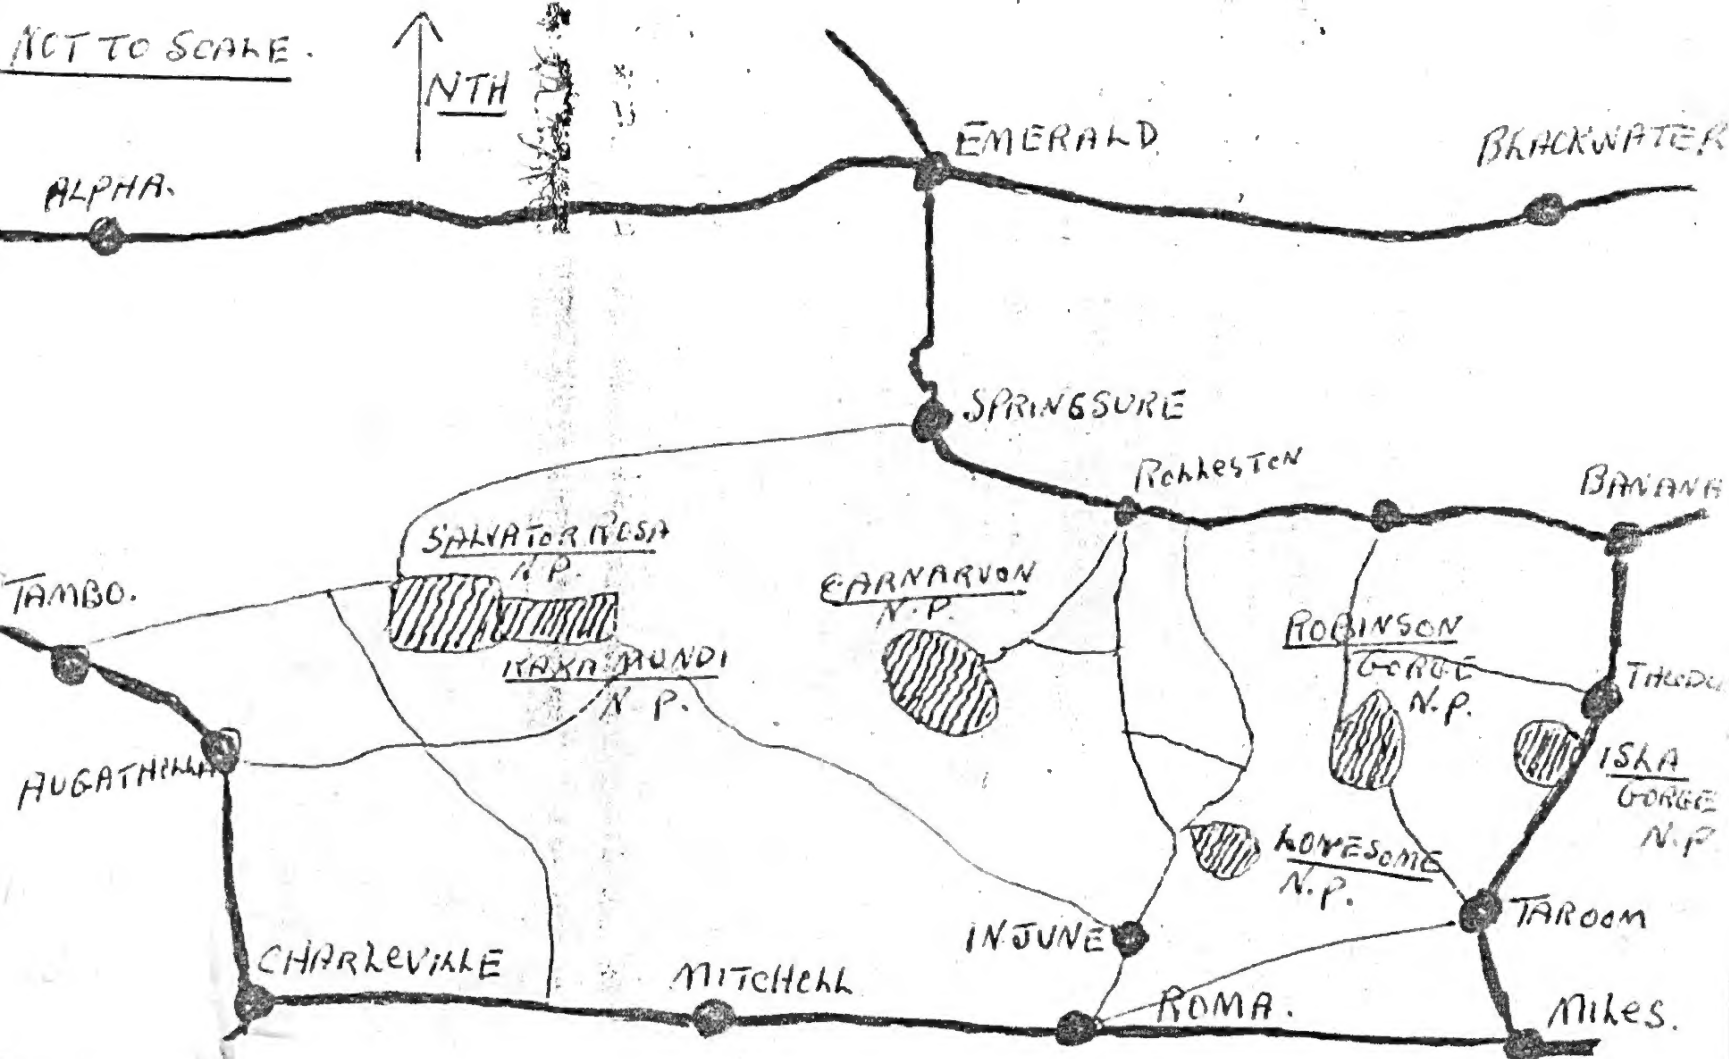 NOT TO SCALE.
NTH
EMERALD
BLACKWATER
ALPHA.
SPRINGSURE
ROLLESTON
BANANA
SALVATOR ROSA
N.P.
TAMBO.
CARNARVON
N.P.
ROBINSON
GORGE
N.P.
KAKA MUNDI
N.P.
ISLA
GORGE
N.P.
AUGATHELLA
LONESOME
N.P.
TAROOM
INJUNE
CHARLEVILLE
MITCHELL
ROMA.
MILES.